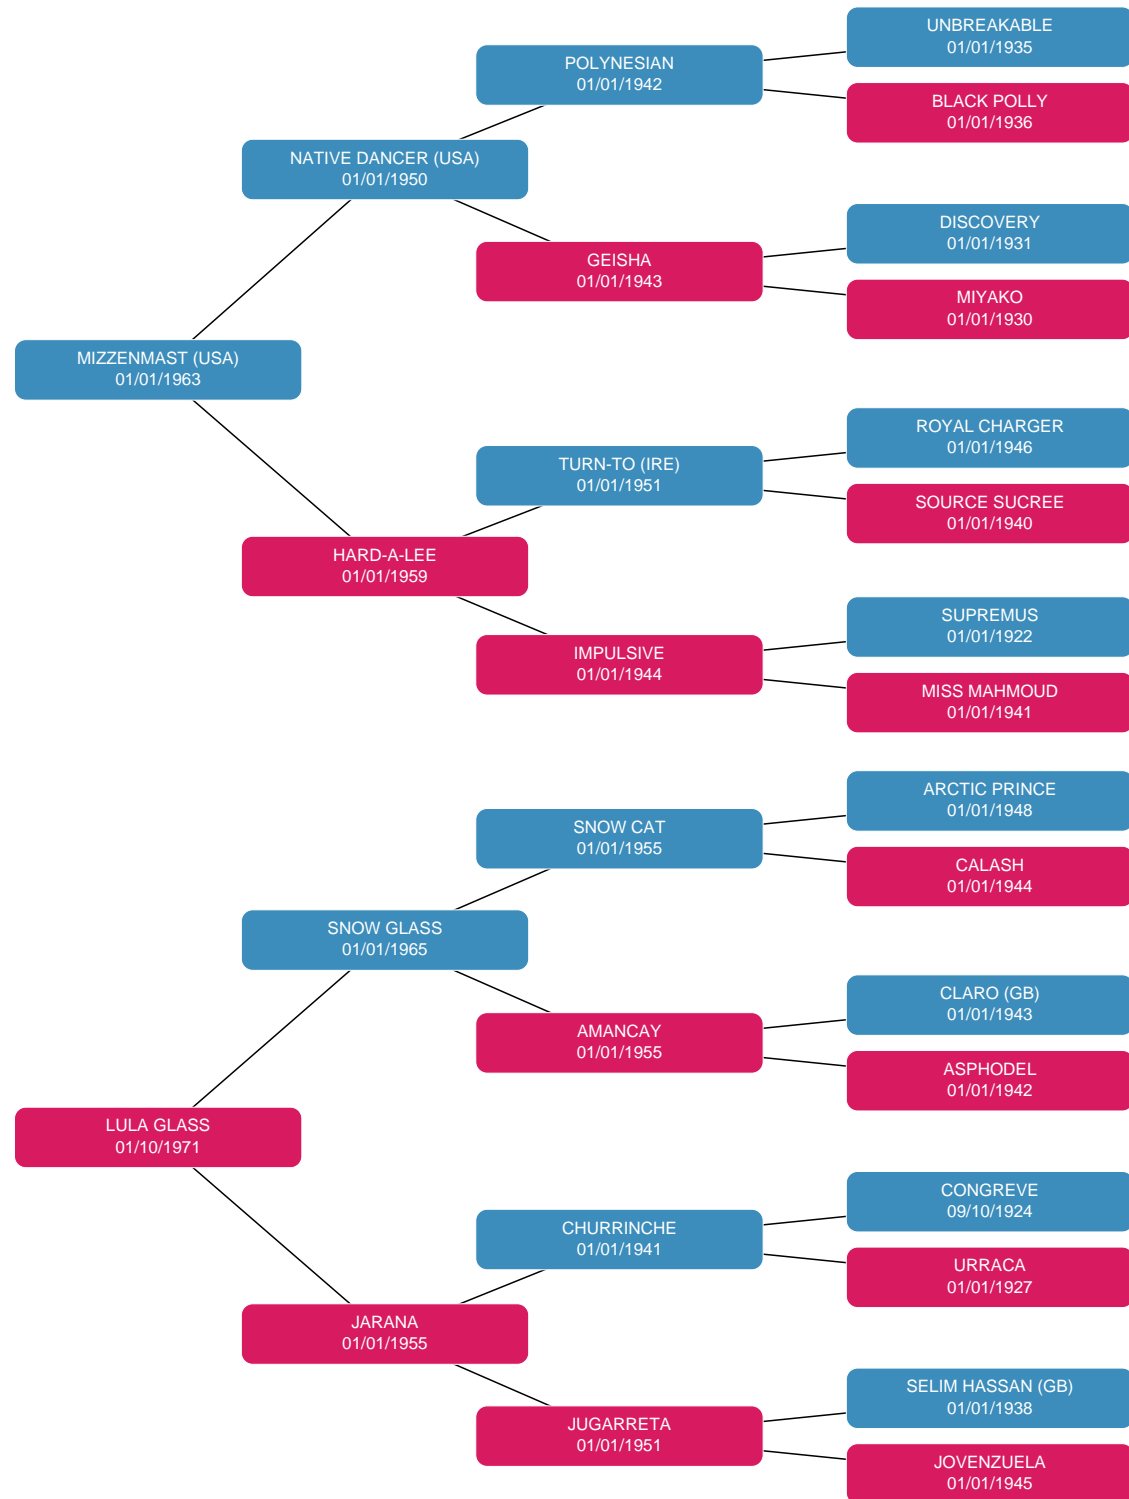 UNBREAKABLE
01/01/1935
POLYNESIAN
01/01/1942
BLACK POLLY
01/01/1936
NATIVE DANCER (USA)
01/01/1950
DISCOVERY
01/01/1931
GEISHA
01/01/1943
MIYAKO
01/01/1930
MIZZENMAST (USA)
01/01/1963
ROYAL CHARGER
01/01/1946
TURN-TO (IRE)
01/01/1951
SOURCE SUCREE
01/01/1940
HARD-A-LEE
01/01/1959
SUPREMUS
01/01/1922
IMPULSIVE
01/01/1944
MISS MAHMOUD
01/01/1941
ARCTIC PRINCE
01/01/1948
SNOW CAT
01/01/1955
CALASH
01/01/1944
SNOW GLASS
01/01/1965
CLARO (GB)
01/01/1943
AMANCAY
01/01/1955
ASPHODEL
01/01/1942
LULA GLASS
01/10/1971
CONGREVE
09/10/1924
CHURRINCHE
01/01/1941
URRACA
01/01/1927
JARANA
01/01/1955
SELIM HASSAN (GB)
01/01/1938
JUGARRETA
01/01/1951
JOVENZUELA
01/01/1945